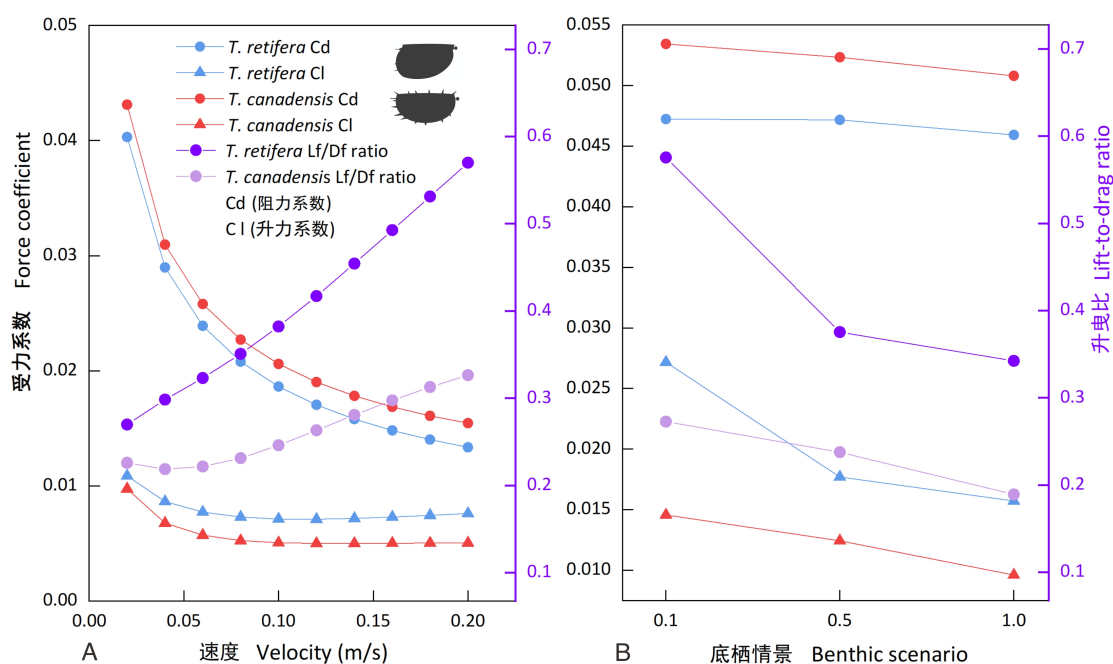 0.05
0.04
0.03
0.02
0.01
0.00
受力系数 Force coefficient
T. retifera Cd
T. retifera Cl
T. canadensis Cd
T. canadensis Cl
T. retifera Lf/Df ratio
T. canadensis Lf/Df ratio
Cd (阻力系数)
C l (升力系数)
0.7
0.6
0.5
0.4
0.3
0.2
0.1
0.00
0.05
0.10
0.15
0.20
A
速度 Velocity (m/s)
0.055
0.050
0.045
0.040
0.035
0.030
0.025
0.020
0.015
0.010
0.7
0.6
0.5
0.4
0.3
0.2
0.1
升曳比 Lift-to-drag ratio
0.1
0.5
1.0
B
底栖情景 Benthic scenario